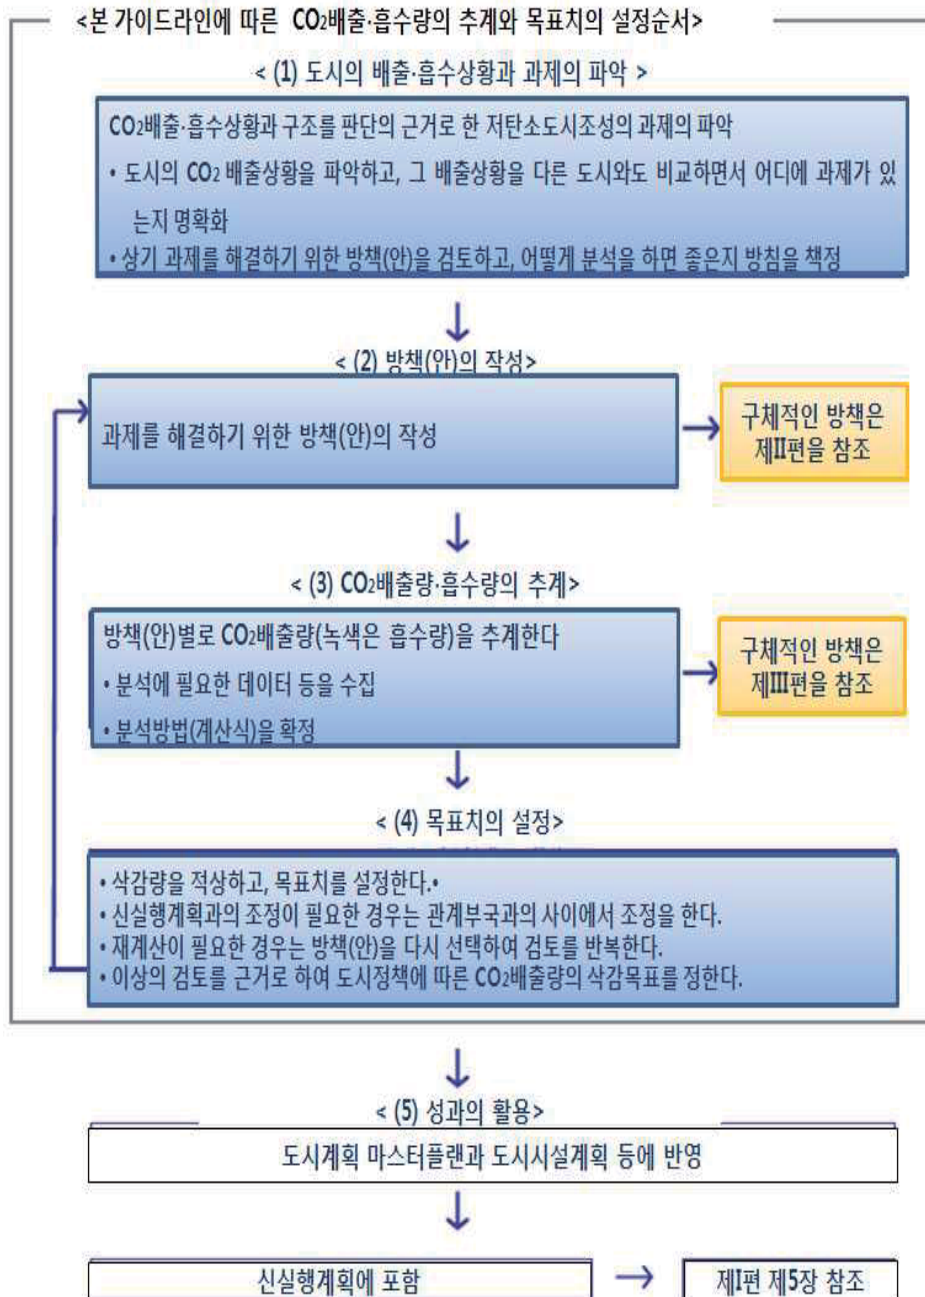 <본 가이드라인에 따른 CO2배출·흡수량의 추계와 목표치의 설정순서>
< (1) 도시의 배출·흡수상황과 과제의 파악 >
CO2배출·흡수상황과 구조를 판단의 근거로 한 저탄소도시조성의 과제의 파악
• 도시의 CO2 배출상황을 파악하고, 그 배출상황을 다른 도시와도 비교하면서 어디에 과제가 있
는지 명확화
• 상기 과제를 해결하기 위한 방책(안)을 검토하고, 어떻게 분석을 하면 좋은지 방침을 책정
< (2) 방책(안)의 작성>
과제를 해결하기 위한 방책(안)의 작성
구체적인 방책은
제II편을 참조
< (3) CO2배출량·흡수량의 추계>
방책(안)별로 CO2배출량(녹색은 흡수량)을 추계한다
• 분석에 필요한 데이터 등을 수집
• 분석방법(계산식)을 확정
구체적인 방책은
제III편을 참조
< (4) 목표치의 설정>
• 삭감량을 적상하고, 목표치를 설정한다.•
• 신실행계획과의 조정이 필요한 경우는 관계부국과의 사이에서 조정을 한다.
• 재계산이 필요한 경우는 방책(안)을 다시 선택하여 검토를 반복한다.
• 이상의 검토를 근거로 하여 도시정책에 따른 CO2배출량의 삭감목표를 정한다.
< (5) 성과의 활용>
도시계획 마스터플랜과 도시시설계획 등에 반영
신실행계획에 포함
제I편 제5장 참조